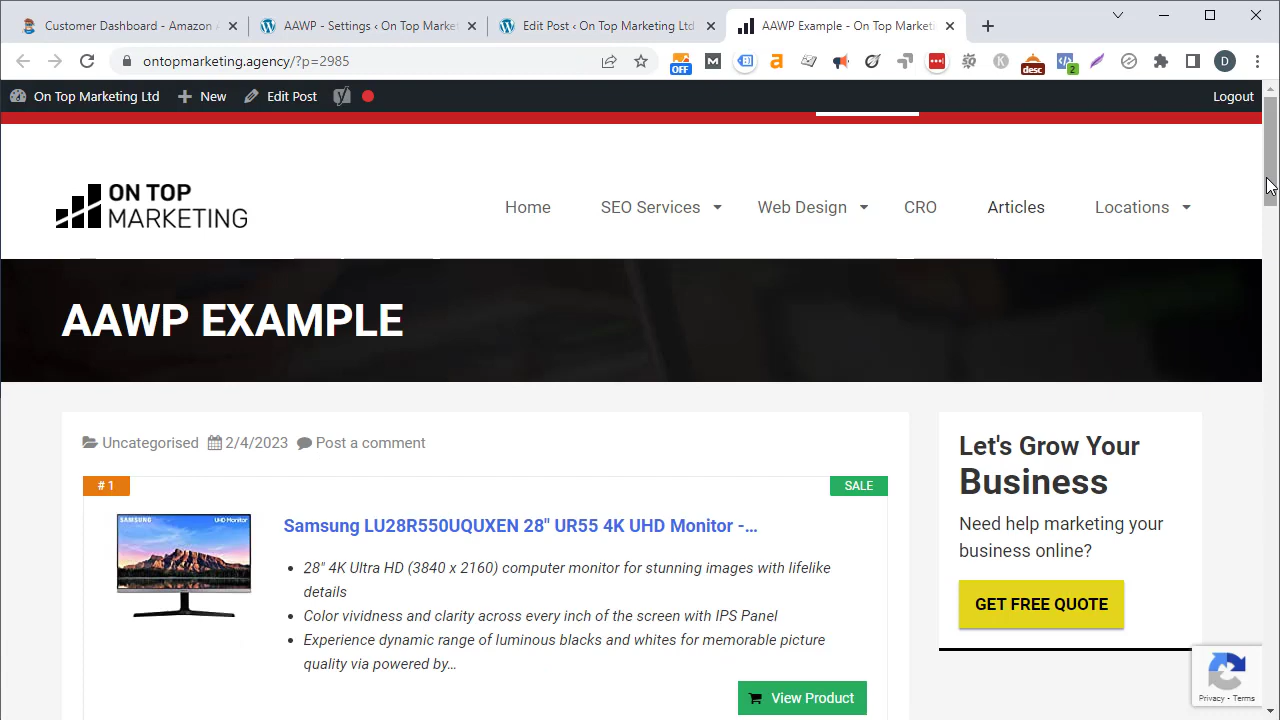 Customer Dashboard - Amazon
AAWP - Settings ‹ On Top Market
Edit Post ‹ On Top Marketing Ltd
AAWP Example - On Top Marketi
ontopmarketing.agency/?p=2985
OFF
desc
2
D
On Top Marketing Ltd
New
Edit Post
Logout
ON TOP
MARKETING
Home
SEO Services
Web Design
CRO
Articles
Locations
AAWP EXAMPLE
Uncategorised
2/4/2023
Post a comment
# 1
SALE
SAMSUNG
UHD Monitor
Samsung LU28R550UQUXEN 28" UR55 4K UHD Monitor -...
28" 4K Ultra HD (3840 x 2160) computer monitor for stunning images with lifelike
details
Color vividness and clarity across every inch of the screen with IPS Panel
Experience dynamic range of luminous blacks and whites for memorable picture
quality via powered by...
View Product
Let's Grow Your
Business
Need help marketing your
business online?
GET FREE QUOTE
Privacy - Terms